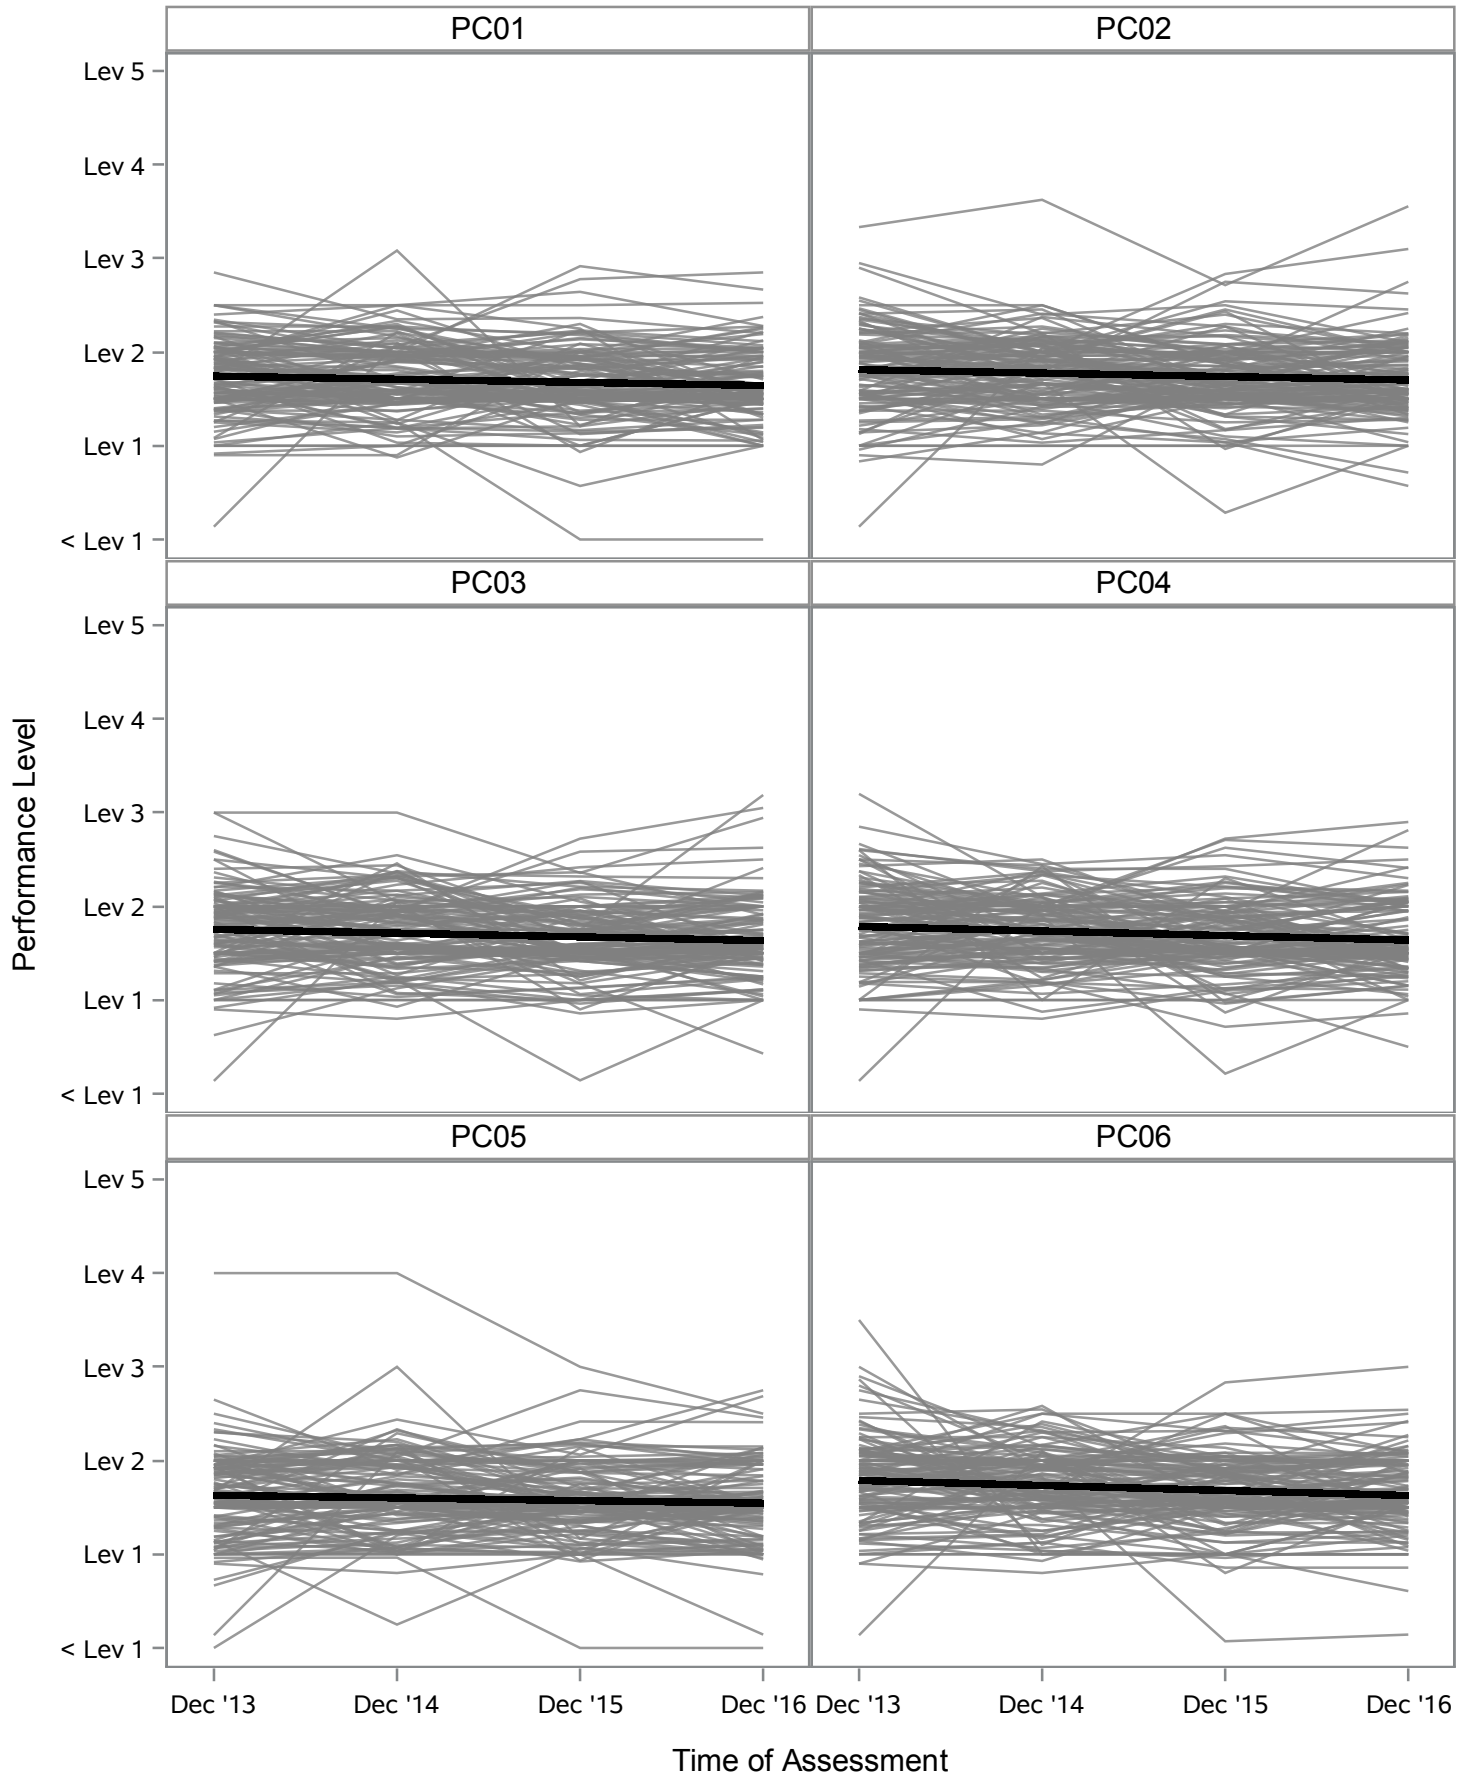 PC01 PC02
Lev 5
Lev 4
Lev 3
Lev 2
Lev 1
< Lev 1
PC03 PC04
Lev 5
Lev 4
Lev 3
Lev 2
Lev 1
< Lev 1
Performance Level
PC05 PC06
Lev 5
Lev 4
Lev 3
Lev 2
Lev 1
< Lev 1
Dec '13 Dec '14 Dec '15 Dec '16 Dec '13 Dec '14 Dec '15 Dec '16
Time of Assessment